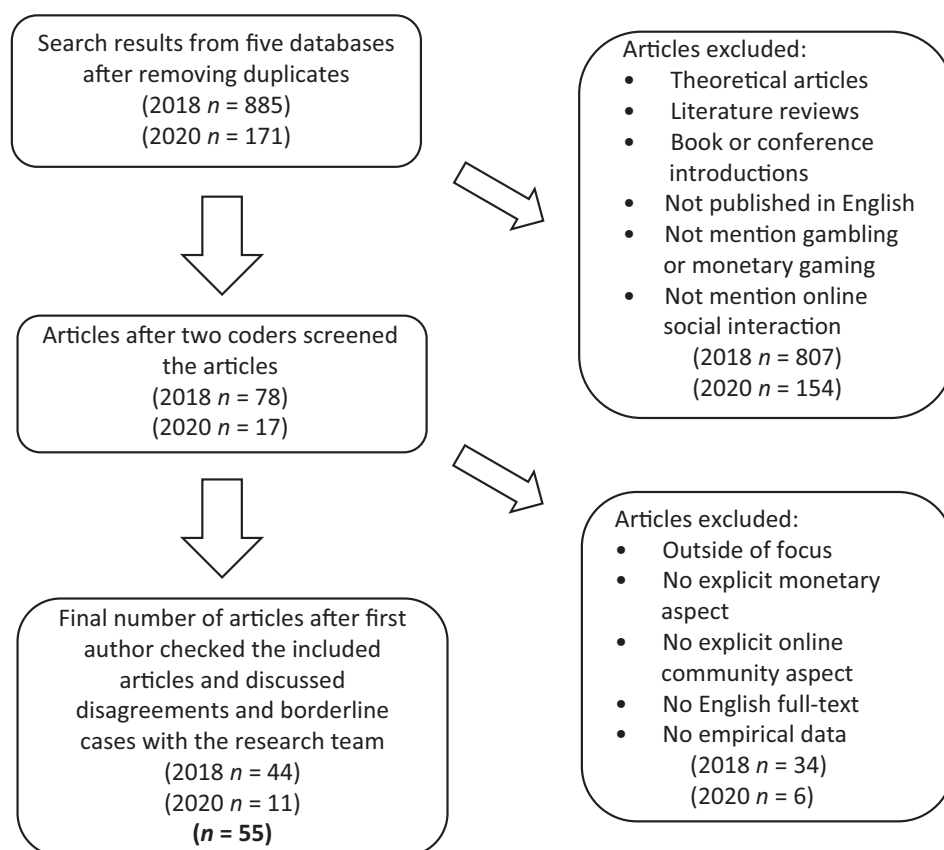 Search results from five databases
after removing duplicates
(2018 n = 885)
(2020 n = 171)
Articles excluded:
• Theoretical articles
• Literature reviews
• Book or conference
introductions
• Not published in English
• Not mention gambling
or monetary gaming
• Not mention online
social interaction
(2018 n = 807)
(2020 n = 154)
Articles after two coders screened
the articles
(2018 n = 78)
(2020 n = 17)
Articles excluded:
• Outside of focus
• No explicit monetary
aspect
• No explicit online
community aspect
• No English full-text
• No empirical data
(2018 n = 34)
(2020 n = 6)
Final number of articles after first
author checked the included
articles and discussed
disagreements and borderline
cases with the research team
(2018 n = 44)
(2020 n = 11)
(n = 55)